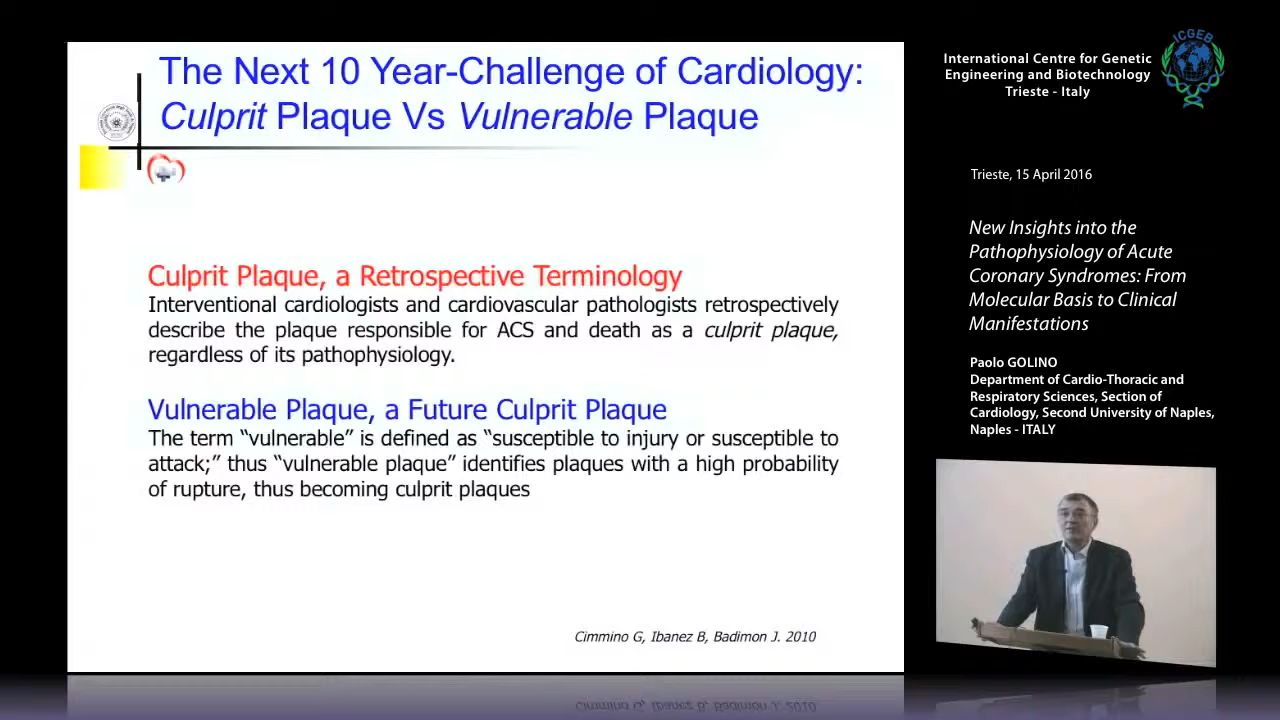 The Next 10 Year-Challenge of Cardiology:
Culprit Plaque Vs Vulnerable Plaque
Culprit Plaque, a Retrospective Terminology
Interventional cardiologists and cardiovascular pathologists retrospectively
describe the plaque responsible for ACS and death as a culprit plaque,
regardless of its pathophysiology.
Vulnerable Plaque, a Future Culprit Plaque
The term “vulnerable” is defined as “susceptible to injury or susceptible to
attack;” thus “vulnerable plaque” identifies plaques with a high probability
of rupture, thus becoming culprit plaques
Cimmino G, Ibanez B, Badimon J. 2010
International Centre for Genetic
Engineering and Biotechnology
Trieste - Italy
ICGEB
Trieste, 15 April 2016
New Insights into the
Pathophysiology of Acute
Coronary Syndromes: From
Molecular Basis to Clinical
Manifestations
Paolo GOLINO
Department of Cardio-Thoracic and
Respiratory Sciences, Section of
Cardiology, Second University of Naples,
Naples - ITALY